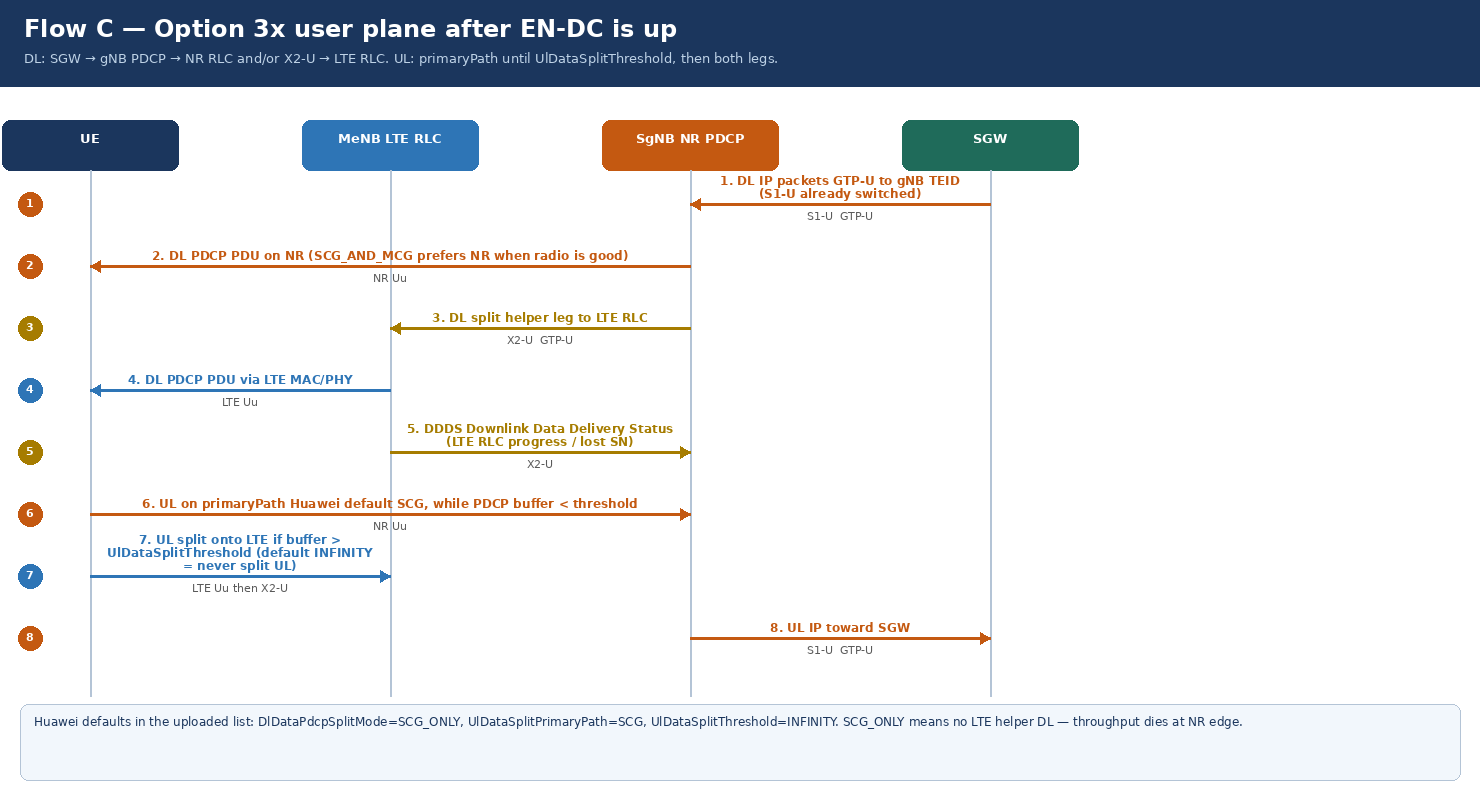 Flow C — Option 3x user plane after EN-DC is up
DL: SGW → gNB PDCP → NR RLC and/or X2-U → LTE RLC. UL: primaryPath until UlDataSplitThreshold, then both legs.
UE
MeNB LTE RLC
SgNB NR PDCP
SGW
1
1. DL IP packets GTP-U to gNB TEID
(S1-U already switched)
S1-U  GTP-U
2
2. DL PDCP PDU on NR (SCG_AND_MCG prefers NR when radio is good)
NR Uu
3
3. DL split helper leg to LTE RLC
X2-U  GTP-U
4
4. DL PDCP PDU via LTE MAC/PHY
LTE Uu
5
5. DDDS Downlink Data Delivery Status
(LTE RLC progress / lost SN)
X2-U
6
6. UL on primaryPath Huawei default SCG, while PDCP buffer < threshold
NR Uu
7
7. UL split onto LTE if buffer >
UlDataSplitThreshold (default INFINITY
= never split UL)
LTE Uu then X2-U
8
8. UL IP toward SGW
S1-U  GTP-U
Huawei defaults in the uploaded list: DlDataPdcpSplitMode=SCG_ONLY, UlDataSplitPrimaryPath=SCG, UlDataSplitThreshold=INFINITY. SCG_ONLY means no LTE helper DL — throughput dies at NR edge.